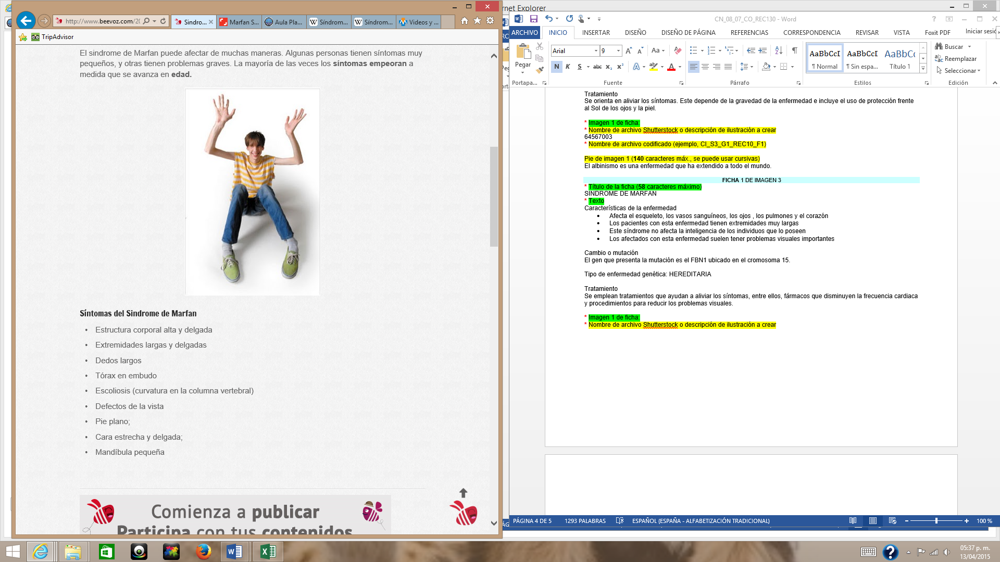 rnet Explorer
http://www.beevoz.com/20
Sindro...
Marfan S...
Aula Pla...
Síndrom...
Síndrom...
Videos y ...
TripAdvisor
El sindrome de Marfan puede afectar de muchas maneras. Algunas personas tienen síntomas muy
pequeños, y otras tienen problemas graves. La mayoría de las veces los síntomas empeoran a
medida que se avanza en edad.
Síntomas del Sindrome de Marfan
• Estructura corporal alta y delgada
• Extremidades largas y delgadas
• Dedos largos
• Tórax en embudo
• Escoliosis (curvatura en la columna vertebral)
• Defectos de la vista
• Pie plano;
• Cara estrecha y delgada;
• Mandíbula pequeña
Comienza a publicar
Participa con tus contenidos
CN_08_07_CO_REC130 - Word
ARCHIVO INICIO INSERTAR DISEÑO DISEÑO DE PÁGINA REFERENCIAS CORRESPONDENCIA REVISAR VISTA Foxit PDF Iniciar sesió
Pegar
Arial 9
N K S abc x₂ x² A A
Aa
AaBbCcI AaBbCcI AaBbCc
¶ Normal ¶ Sin espa... Título 1
Buscar
Reemplazar
Seleccionar
Portapa... Fuente Párrafo Estilos Edición
Tratamiento
Se orienta en aliviar los síntomas. Este depende de la gravedad de la enfermedad e incluye el uso de protección frente
al Sol de los ojos y la piel.
* Imagen 1 de ficha:
* Nombre de archivo Shutterstock o descripción de ilustración a crear
64567003
* Nombre de archivo codificado (ejemplo, CI_S3_G1_REC10_F1)
Pie de imagen 1 (140 caracteres máx., se puede usar cursivas)
El albinismo es una enfermedad que ha extendido a todo el mundo.
FICHA 1 DE IMAGEN 3
* Título de la ficha (58 caracteres máximo)
SINDROME DE MARFAN
* Texto
Características de la enfermedad
• Afecta el esqueleto, los vasos sanguíneos, los ojos , los pulmones y el corazón
• Los pacientes con esta enfermedad tienen extremidades muy largas
• Este síndrome no afecta la inteligencia de los individuos que lo poseen
• Los afectados con esta enfermedad suelen tener problemas visuales importantes
Cambio o mutación
El gen que presenta la mutación es el FBN1 ubicado en el cromosoma 15.
Tipo de enfermedad genética: HEREDITARIA
Tratamiento
Se emplean tratamientos que ayudan a aliviar los síntomas, entre ellos, fármacos que disminuyen la frecuencia cardiaca
y procedimientos para reducir los problemas visuales.
* Imagen 1 de ficha:
* Nombre de archivo Shutterstock o descripción de ilustración a crear
PÁGINA 4 DE 5 1293 PALABRAS ESPAÑOL (ESPAÑA - ALFABETIZACIÓN TRADICIONAL) 100 %
05:37 p. m.
13/04/2015